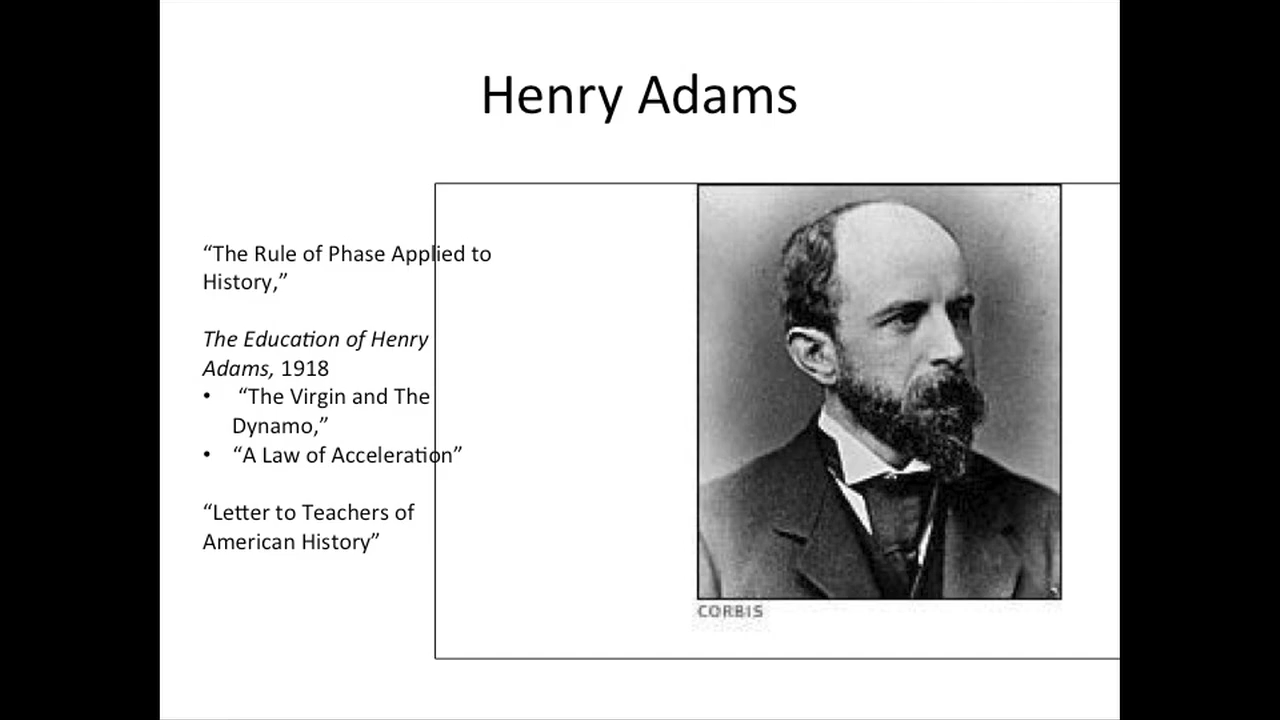 Henry Adams
“The Rule of Phase Applied to
History,”
The Education of Henry
Adams, 1918
• “The Virgin and The
Dynamo,”
• “A Law of Acceleration”
“Letter to Teachers of
American History”
CORBIS